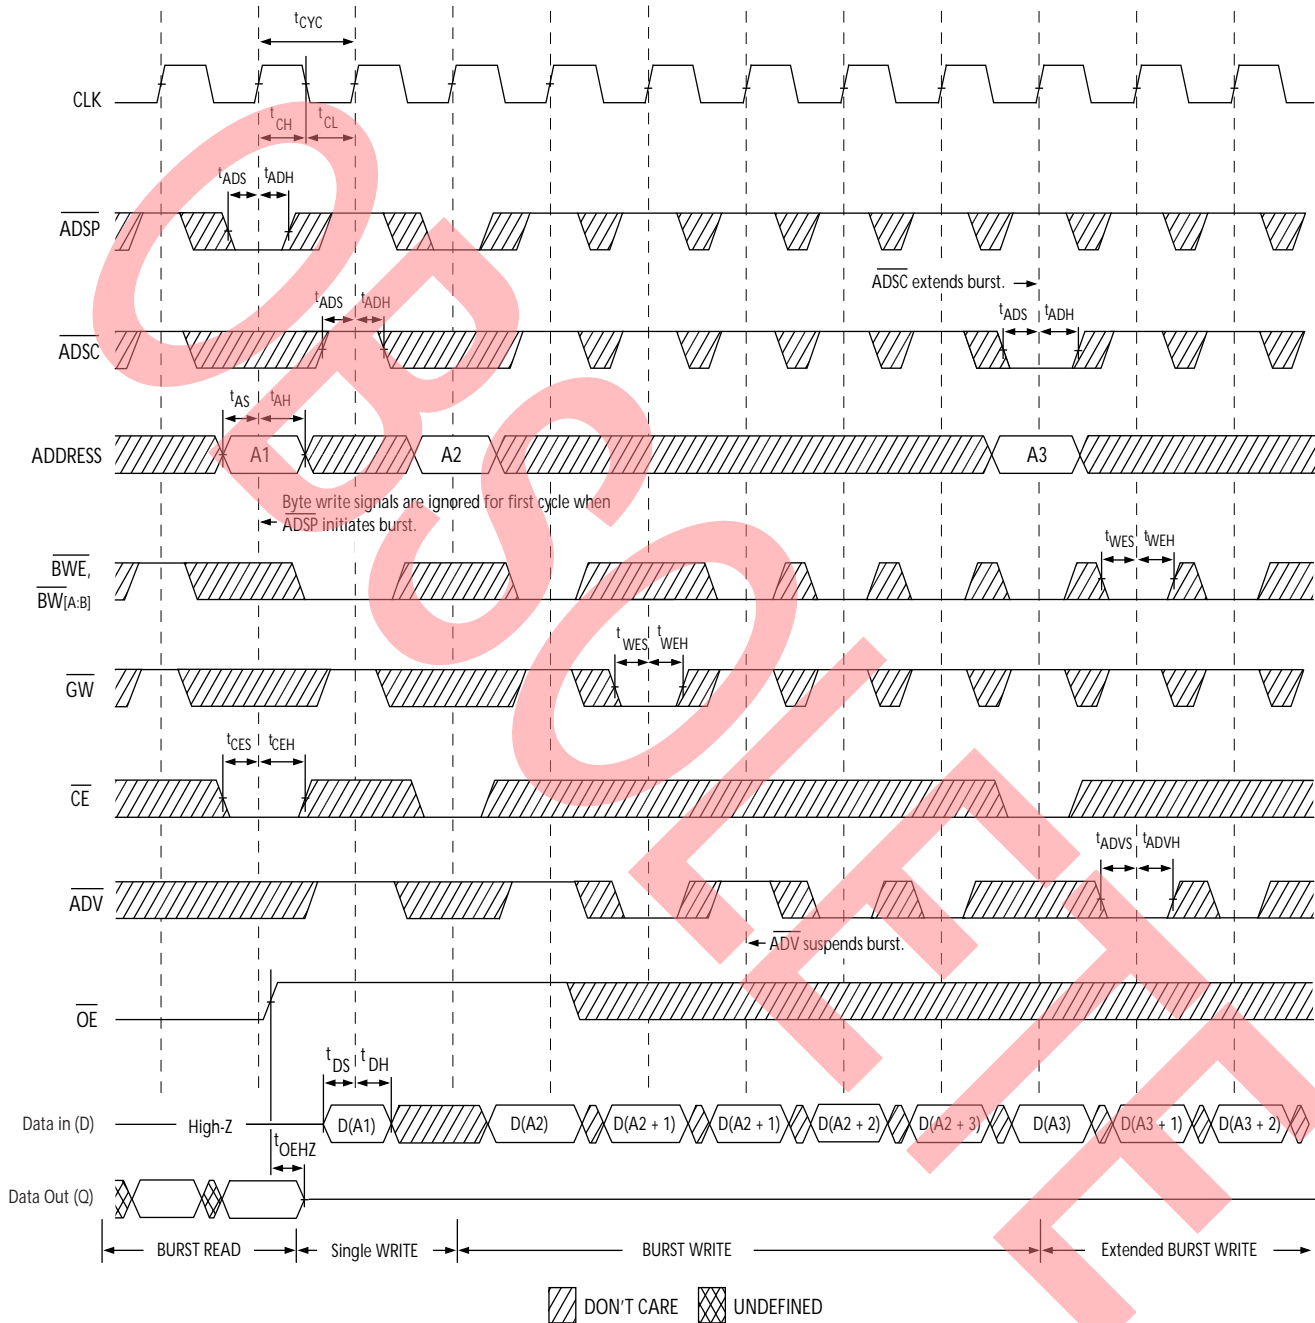 tCYC
CLK
tCH
tCL
tADS
tADH
ADSP
ADSC extends burst.
tADS
tADH
tADS
tADH
ADSC
tAS
tAH
ADDRESS
A1
A2
A3
Byte write signals are ignored for first cycle when
ADSP initiates burst.
tWES
tWEH
BWE,
BW[A:B]
tWES
tWEH
GW
tCES
tCEH
CE
tADVS
tADVH
ADV
ADV suspends burst.
OE
tDS
tDH
Data in (D)
High-Z
D(A1)
D(A2)
D(A2 + 1)
D(A2 + 1)
D(A2 + 2)
D(A2 + 3)
D(A3)
D(A3 + 1)
D(A3 + 2)
tOEHZ
Data Out (Q)
BURST READ
Single WRITE
BURST WRITE
Extended BURST WRITE
DON'T CARE
UNDEFINED
OBSOLETE